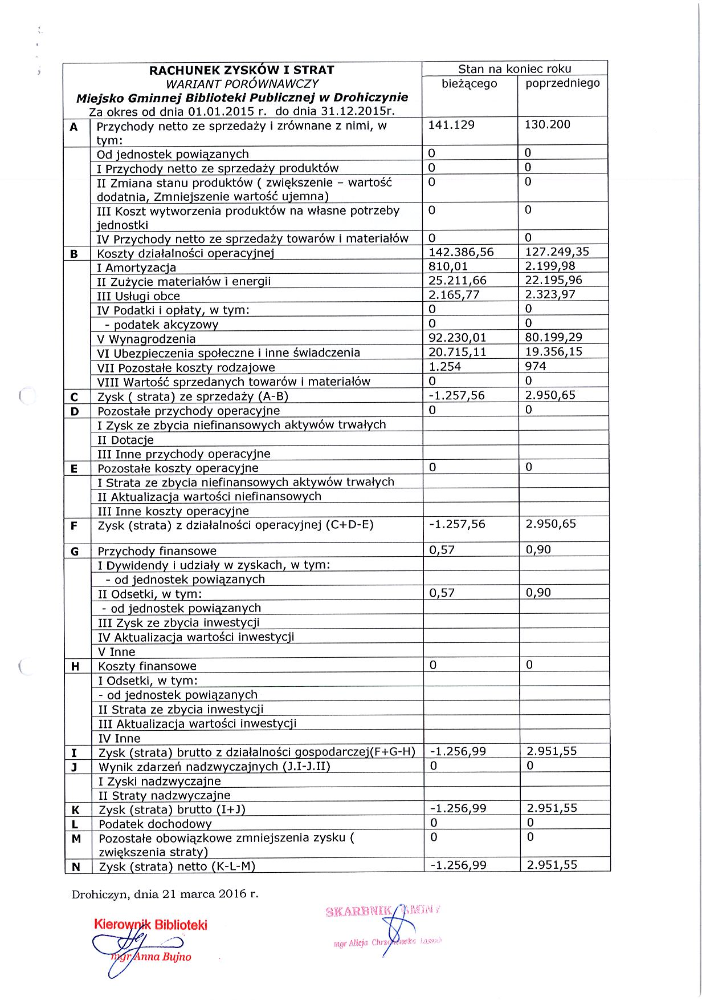 RACHUNEK ZYSKÓW I STRAT
WARIANT PORÓWNAWCZY
Miejsko Gminnej Biblioteki Publicznej w Drohiczynie
Za okres od dnia 01.01.2015 r. do dnia 31.12.2015r.
Stan na koniec roku
bieżącego poprzedniego
A Przychody netto ze sprzedaży i zrównane z nimi, w 141.129 130.200
tym:
Od jednostek powiązanych 0 0
I Przychody netto ze sprzedaży produktów 0 0
II Zmiana stanu produktów ( zwiększenie – wartość 0 0
dodatnia, Zmniejszenie wartość ujemna)
III Koszt wytworzenia produktów na własne potrzeby 0 0
jednostki
IV Przychody netto ze sprzedaży towarów i materiałów 0 0
B Koszty działalności operacyjnej 142.386,56 127.249,35
I Amortyzacja 810,01 2.199,98
II Zużycie materiałów i energii 25.211,66 22.195,96
III Usługi obce 2.165,77 2.323,97
IV Podatki i opłaty, w tym: 0 0
- podatek akcyzowy 0 0
V Wynagrodzenia 92.230,01 80.199,29
VI Ubezpieczenia społeczne i inne świadczenia 20.715,11 19.356,15
VII Pozostałe koszty rodzajowe 1.254 974
VIII Wartość sprzedanych towarów i materiałów 0 0
C Zysk ( strata) ze sprzedaży (A-B) -1.257,56 2.950,65
D Pozostałe przychody operacyjne 0 0
I Zysk ze zbycia niefinansowych aktywów trwałych
II Dotacje
III Inne przychody operacyjne
E Pozostałe koszty operacyjne 0 0
I Strata ze zbycia niefinansowych aktywów trwałych
II Aktualizacja wartości niefinansowych
III Inne koszty operacyjne
F Zysk (strata) z działalności operacyjnej (C+D-E) -1.257,56 2.950,65
G Przychody finansowe 0,57 0,90
I Dywidendy i udziały w zyskach, w tym:
- od jednostek powiązanych
II Odsetki, w tym: 0,57 0,90
- od jednostek powiązanych
III Zysk ze zbycia inwestycji
IV Aktualizacja wartości inwestycji
V Inne
H Koszty finansowe 0 0
I Odsetki, w tym:
- od jednostek powiązanych
II Strata ze zbycia inwestycji
III Aktualizacja wartości inwestycji
IV Inne
I Zysk (strata) brutto z działalności gospodarczej(F+G-H) -1.256,99 2.951,55
J Wynik zdarzeń nadzwyczajnych (J.I-J.II) 0 0
I Zyski nadzwyczajne
II Straty nadzwyczajne
K Zysk (strata) brutto (I+J) -1.256,99 2.951,55
L Podatek dochodowy 0 0
M Pozostałe obowiązkowe zmniejszenia zysku ( 0 0
zwiększenia straty)
N Zysk (strata) netto (K-L-M) -1.256,99 2.951,55
Drohiczyn, dnia 21 marca 2016 r.
Kierownik Biblioteki
mgr Anna Bujno
SKARBNIK GMINY
mgr Alicja